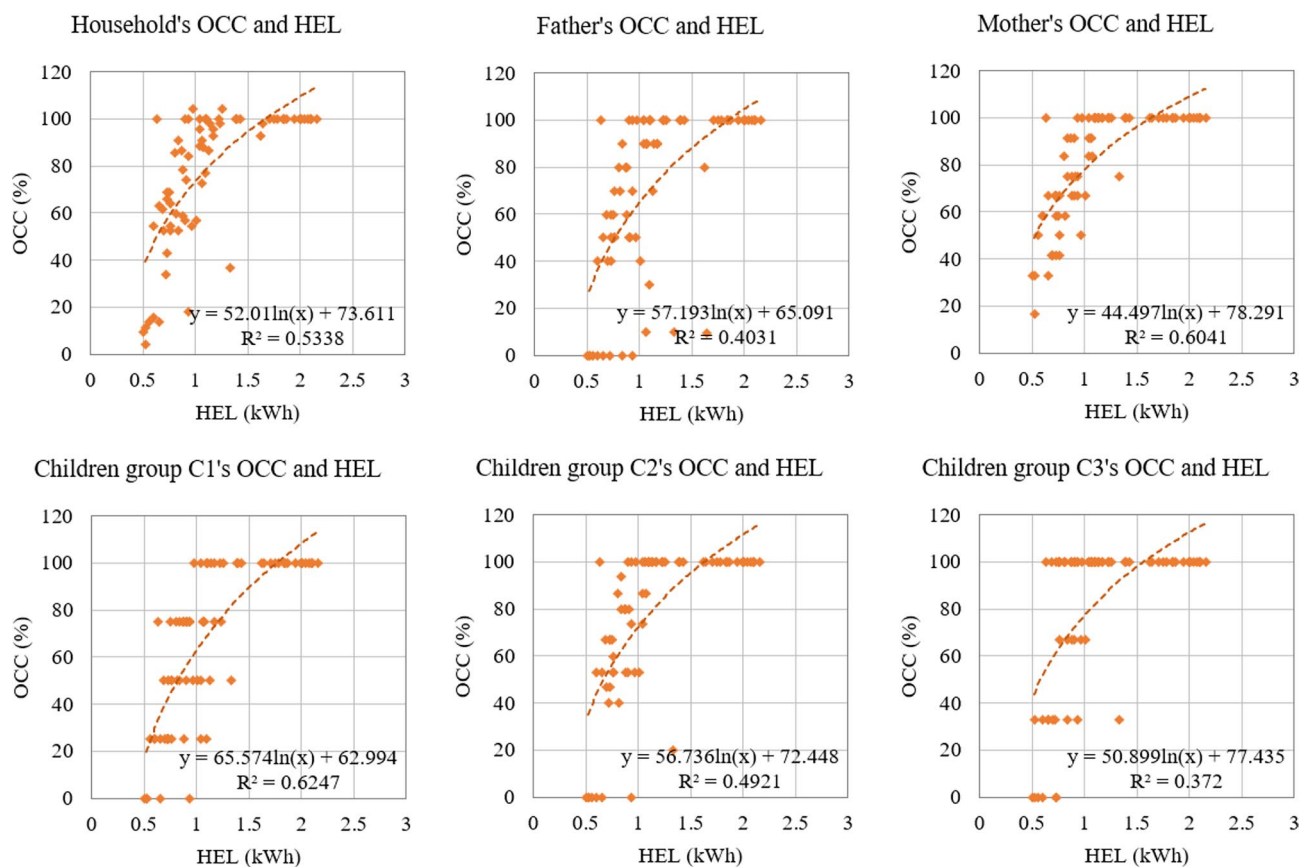 Household's OCC and HEL
120
100
80
60
40
20
0
OCC (%)
y = 52.01ln(x) + 73.611
R² = 0.5338
0 0.5 1 1.5 2 2.5 3
HEL (kWh)
Father's OCC and HEL
120
100
80
60
40
20
0
OCC (%)
y = 57.193ln(x) + 65.091
R² = 0.4031
0 0.5 1 1.5 2 2.5 3
HEL (kWh)
Mother's OCC and HEL
120
100
80
60
40
20
0
OCC (%)
y = 44.497ln(x) + 78.291
R² = 0.6041
0 0.5 1 1.5 2 2.5 3
HEL (kWh)
Children group C1's OCC and HEL
120
100
80
60
40
20
0
OCC (%)
y = 65.574ln(x) + 62.994
R² = 0.6247
0 0.5 1 1.5 2 2.5 3
HEL (kWh)
Children group C2's OCC and HEL
120
100
80
60
40
20
0
OCC (%)
y = 56.736ln(x) + 72.448
R² = 0.4921
0 0.5 1 1.5 2 2.5 3
HEL (kWh)
Children group C3's OCC and HEL
120
100
80
60
40
20
0
OCC (%)
y = 50.899ln(x) + 77.435
R² = 0.372
0 0.5 1 1.5 2 2.5 3
HEL (kWh)